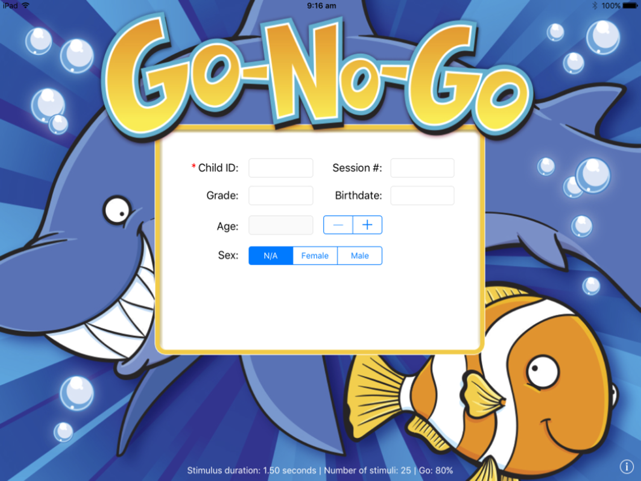 iPad 9:16 am 100%
Go-No-Go
* Child ID: Session #:
Grade: Birthdate:
Age: — +
Sex: N/A Female Male
Stimulus duration: 1.50 seconds | Number of stimuli: 25 | Go: 80%